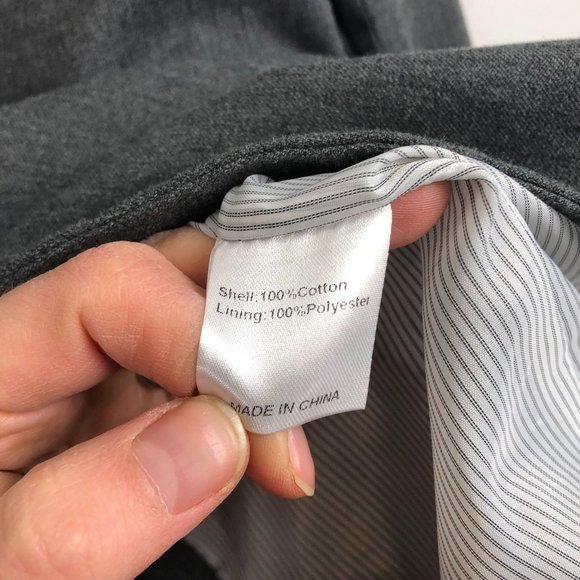 Shell:100%Cotton
Lining:100%Polyester
MADE IN CHINA